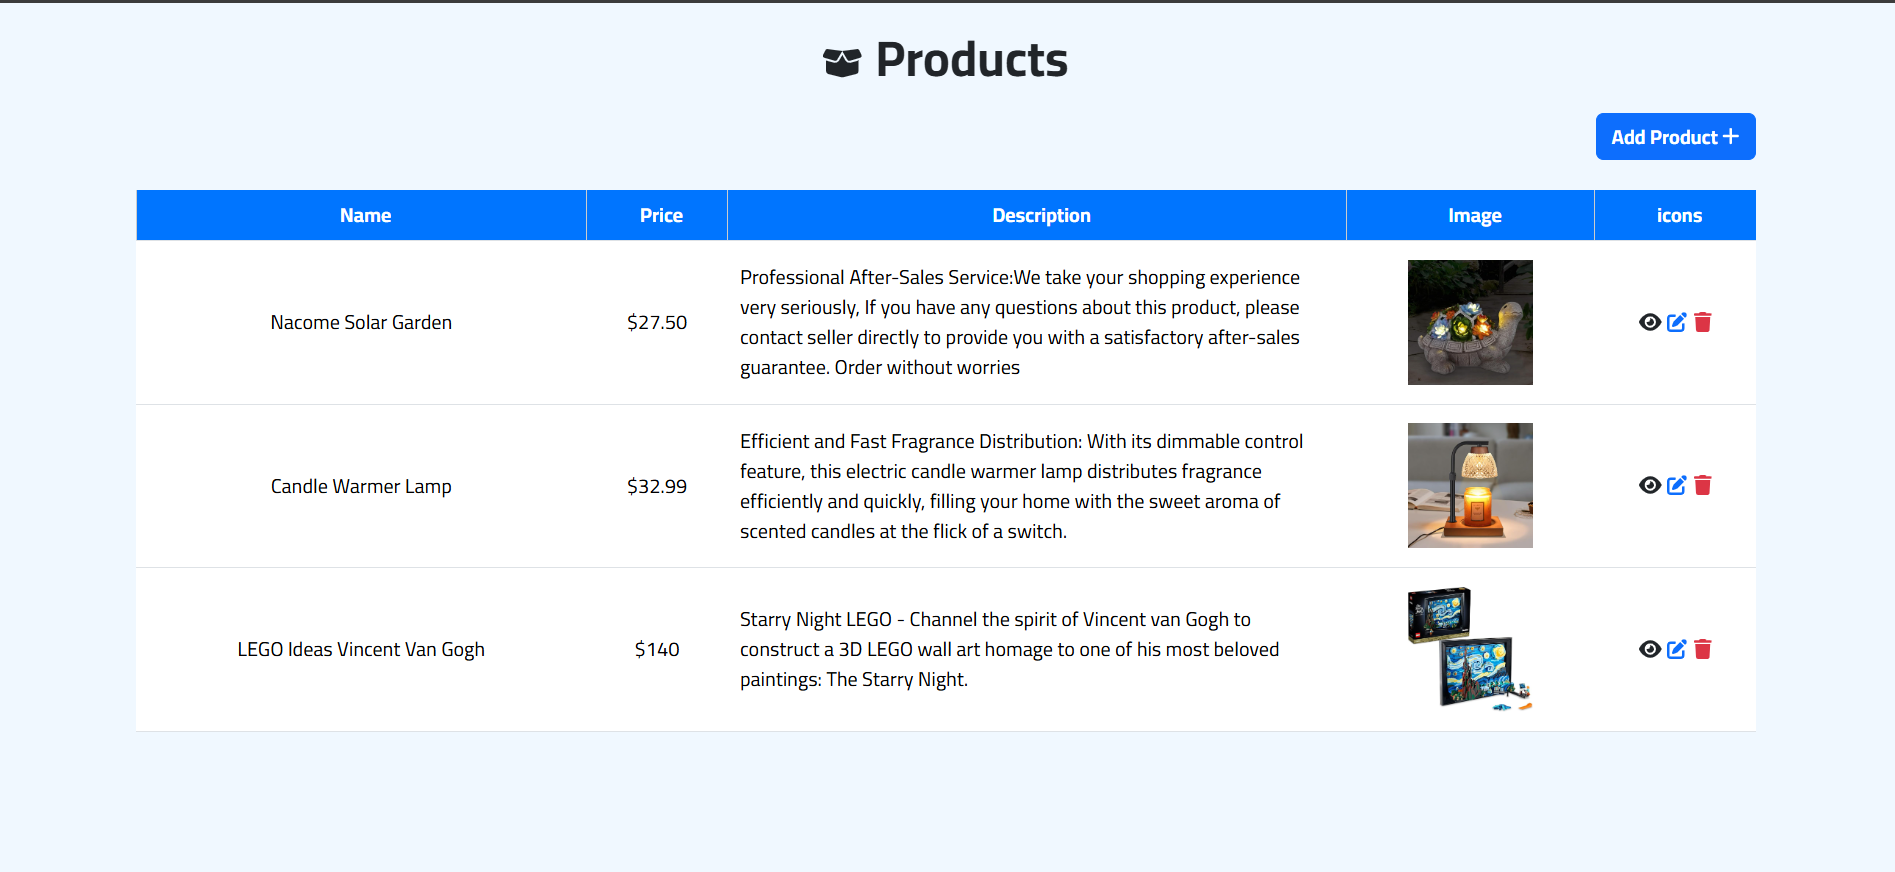 Products
Add Product
Name Price Description Image icons
Professional After-Sales Service:We take your shopping experience
very seriously, If you have any questions about this product, please
Nacome Solar Garden $27.50
contact seller directly to provide you with a satisfactory after-sales
guarantee. Order without worries
Efficient and Fast Fragrance Distribution: With its dimmable control
feature, this electric candle warmer lamp distributes fragrance
Candle Warmer Lamp $32.99
efficiently and quickly, filling your home with the sweet aroma of
scented candles at the flick of a switch.
Starry Night LEGO - Channel the spirit of Vincent van Gogh to
LEGO Ideas Vincent Van Gogh $140 construct a 3D LEGO wall art homage to one of his most beloved
paintings: The Starry Night.